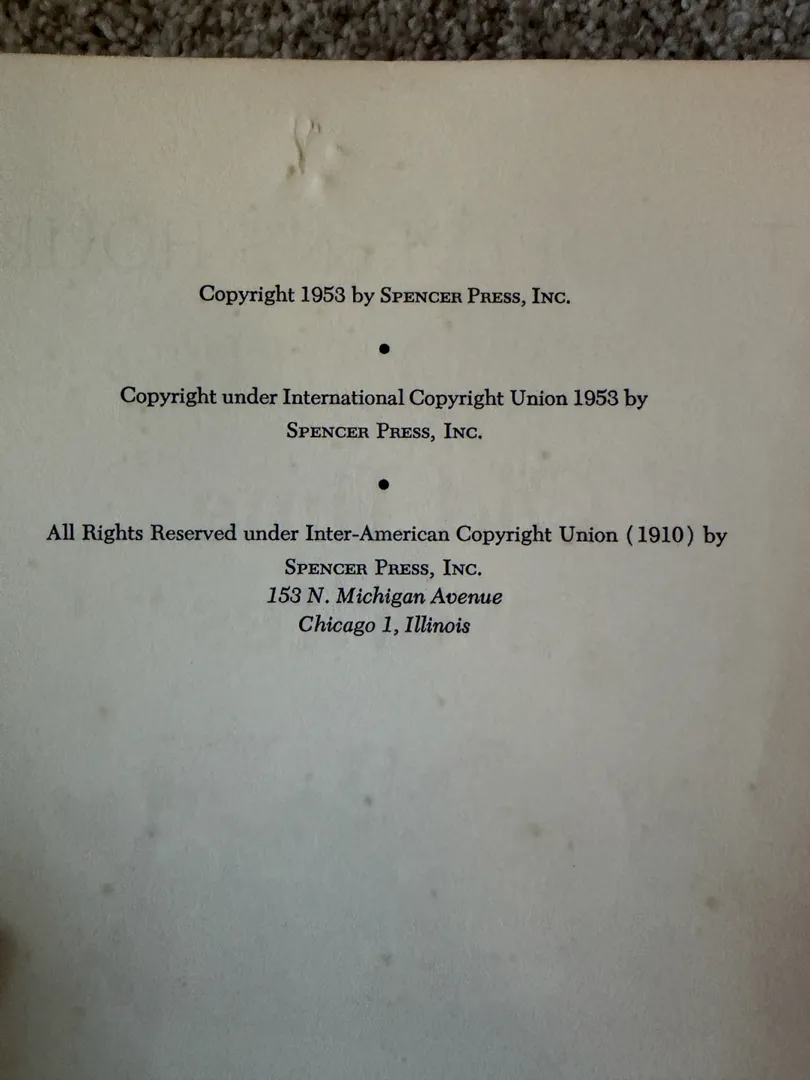 Copyright 1953 by SPENCER PRESS, INC.
•
Copyright under International Copyright Union 1953 by
SPENCER PRESS, INC.
•
All Rights Reserved under Inter-American Copyright Union (1910) by
SPENCER PRESS, INC.
153 N. Michigan Avenue
Chicago 1, Illinois